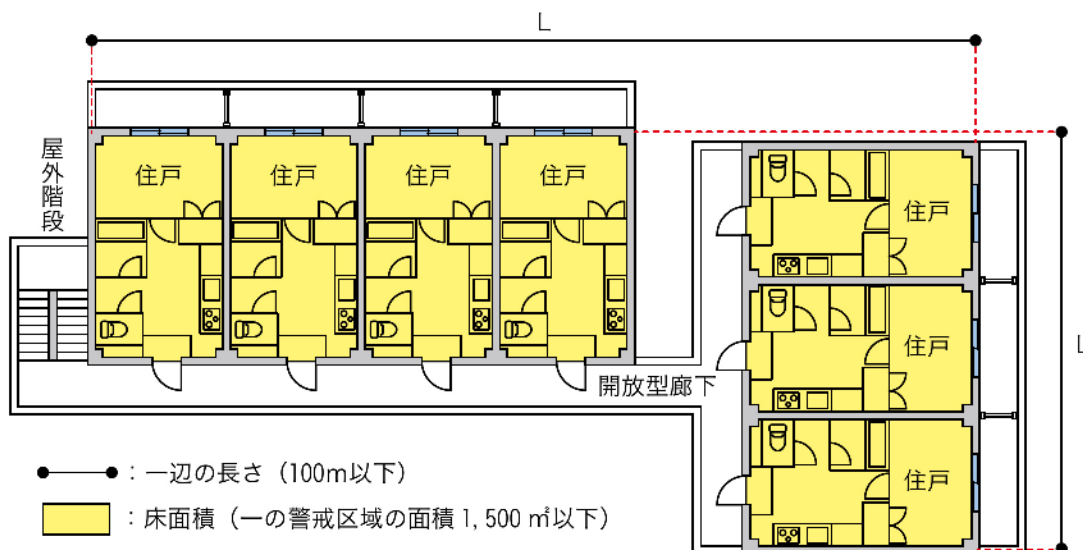 L
屋外階段
住戸
住戸
住戸
住戸
住戸
住戸
住戸
L
開放型廊下
：一辺の長さ（100m以下）
：床面積（一の警戒区域の面積1,500㎡以下）